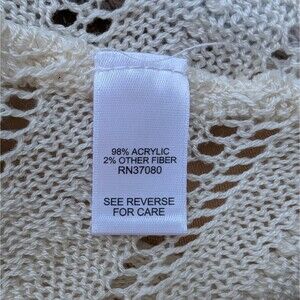 98% ACRYLIC
2% OTHER FIBER
RN37080
SEE REVERSE
FOR CARE